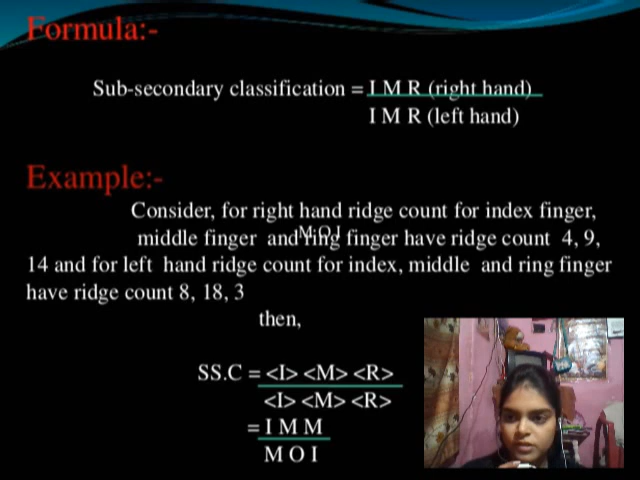 Formula:-
Sub-secondary classification = I M R (right hand)
I M R (left hand)
Example:-
Consider, for right hand ridge count for index finger,
M O I
middle finger and ring finger have ridge count 4, 9,
14 and for left hand ridge count for index, middle and ring finger
have ridge count 8, 18, 3
then,
SS.C = <I> <M> <R>
<I> <M> <R>
= I M M
M O I